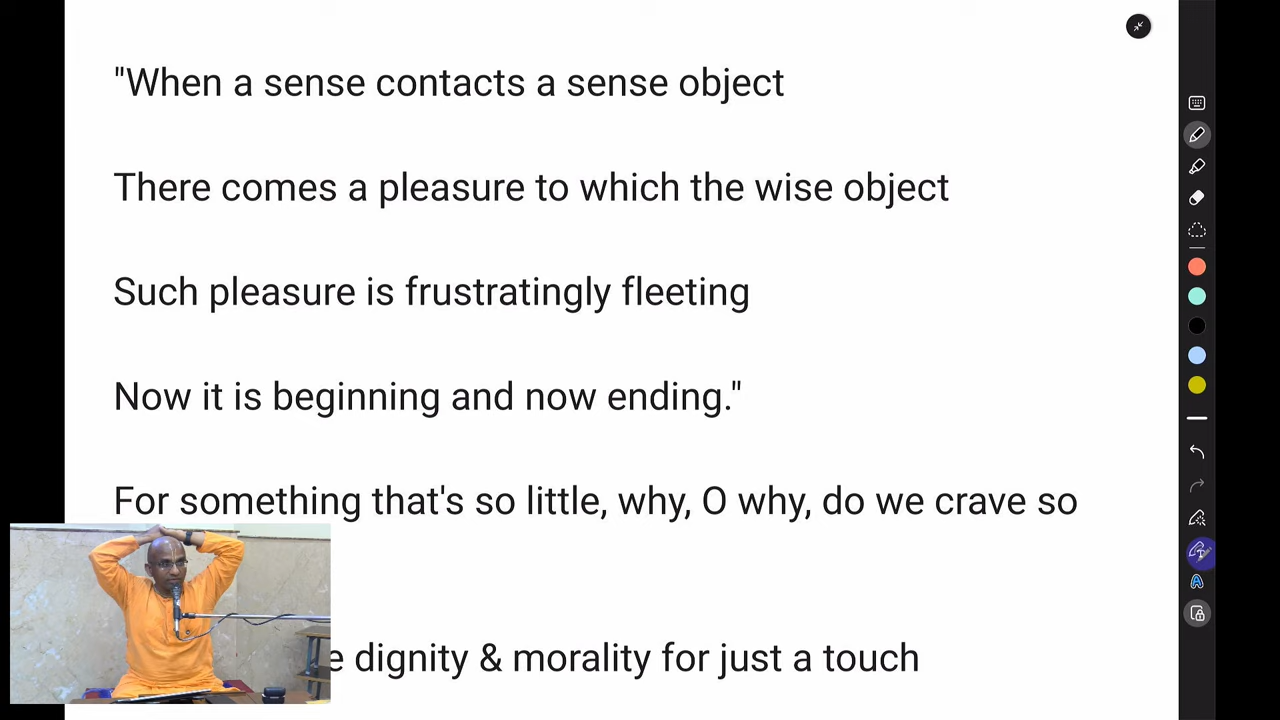 "When a sense contacts a sense object
There comes a pleasure to which the wise object
Such pleasure is frustratingly fleeting
Now it is beginning and now ending."
For something that's so little, why, O why, do we crave so
dignity & morality for just a touch